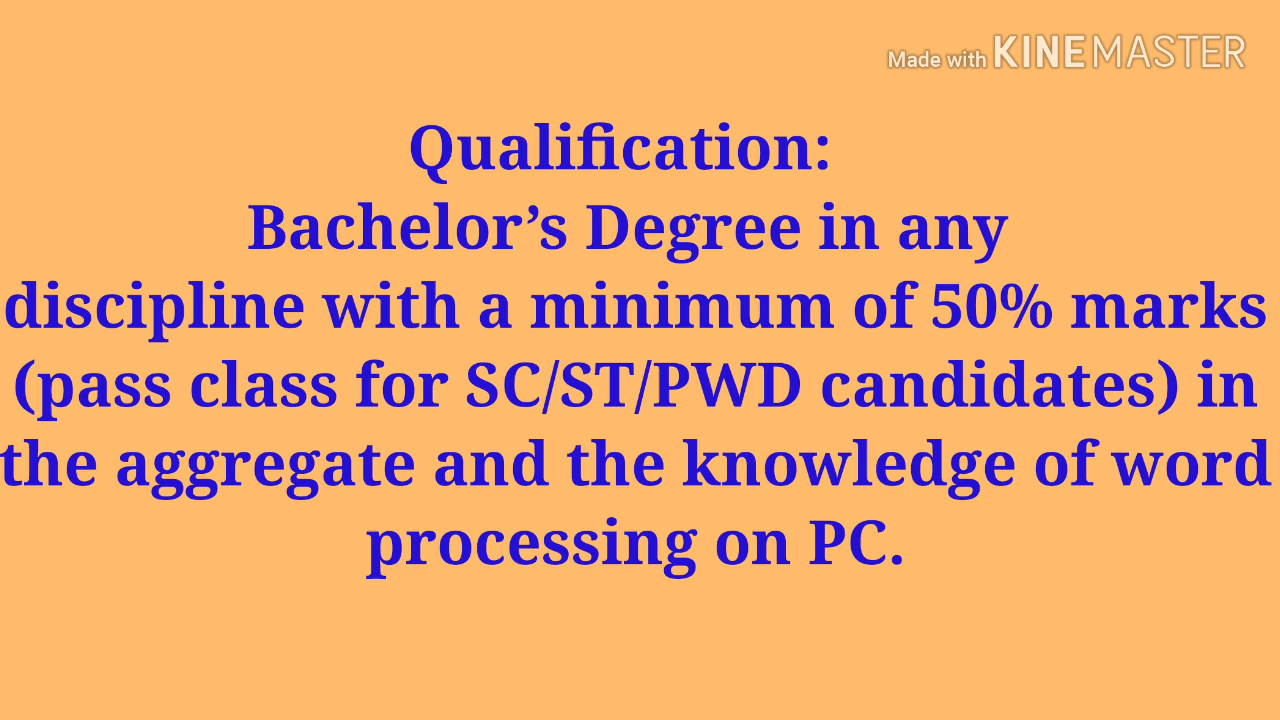 Made with KINEMASTER
Qualification:
Bachelor’s Degree in any
discipline with a minimum of 50% marks
(pass class for SC/ST/PWD candidates) in
the aggregate and the knowledge of word
processing on PC.